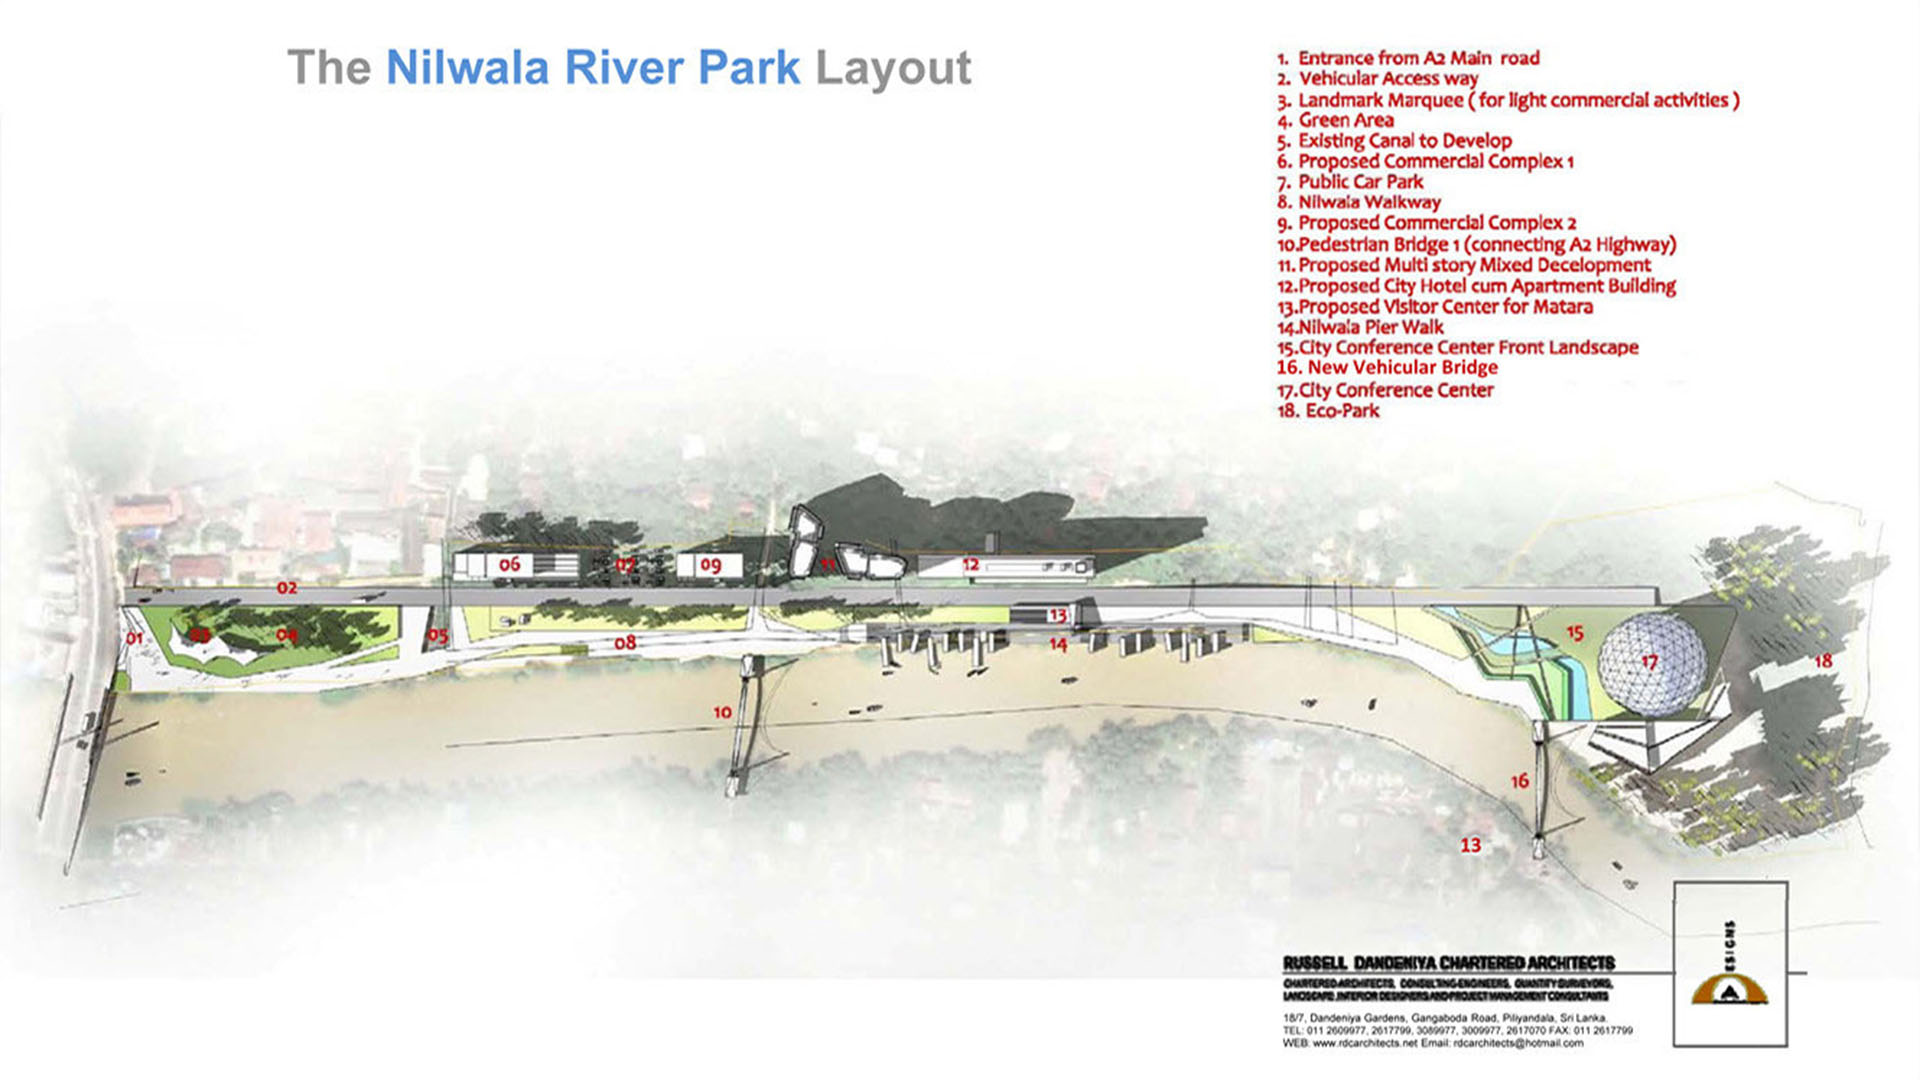 The Nilwala River Park Layout
1. Entrance from A2 Main road
2. Vehicular Access way
3. Landmark Marquee ( for light commercial activities )
4. Green Area
5. Existing Canal to Develop
6. Proposed Commercial Complex 1
7. Public Car Park
8. Nilwala Walkway
9. Proposed Commercial Complex 2
10.Pedestrian Bridge 1 (connecting A2 Highway)
11. Proposed Multi story Mixed Decelopment
12.Proposed City Hotel cum Apartment Building
13.Proposed Visitor Center for Matara
14.Nilwala Pier Walk
15.City Conference Center Front Landscape
16. New Vehicular Bridge
17.City Conference Center
18. Eco-Park
06
07
09
11
12
02
01
03
04
05
08
13
14
15
17
18
10
16
13
RUSSELL DANDENIYA CHARTERED ARCHITECTS
CHARTERED ARCHITECTS, CONSULTING ENGINEERS, QUANTITY SURVEYORS,
LANDSCAPE, INTERIOR DESIGNERS AND PROJECT MANAGEMENT CONSULTANTS
18/7, Dandeniya Gardens, Gangaboda Road, Piliyandala, Sri Lanka.
TEL: 011 2609977, 2617799, 3089977, 3009977, 2617070 FAX: 011 2617799
WEB: www.rdcarchitects.net Email: rdcarchitects@hotmail.com
ESIGNS
A